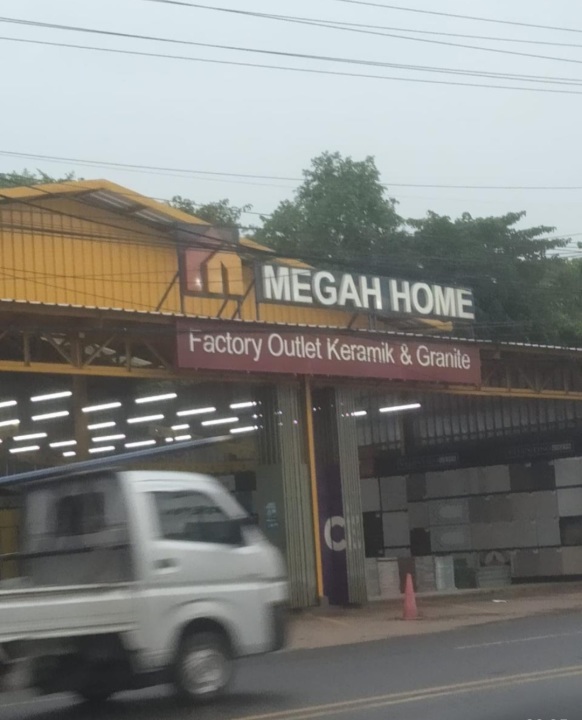 MEGAH HOME
Factory Outlet Keramik & Granite